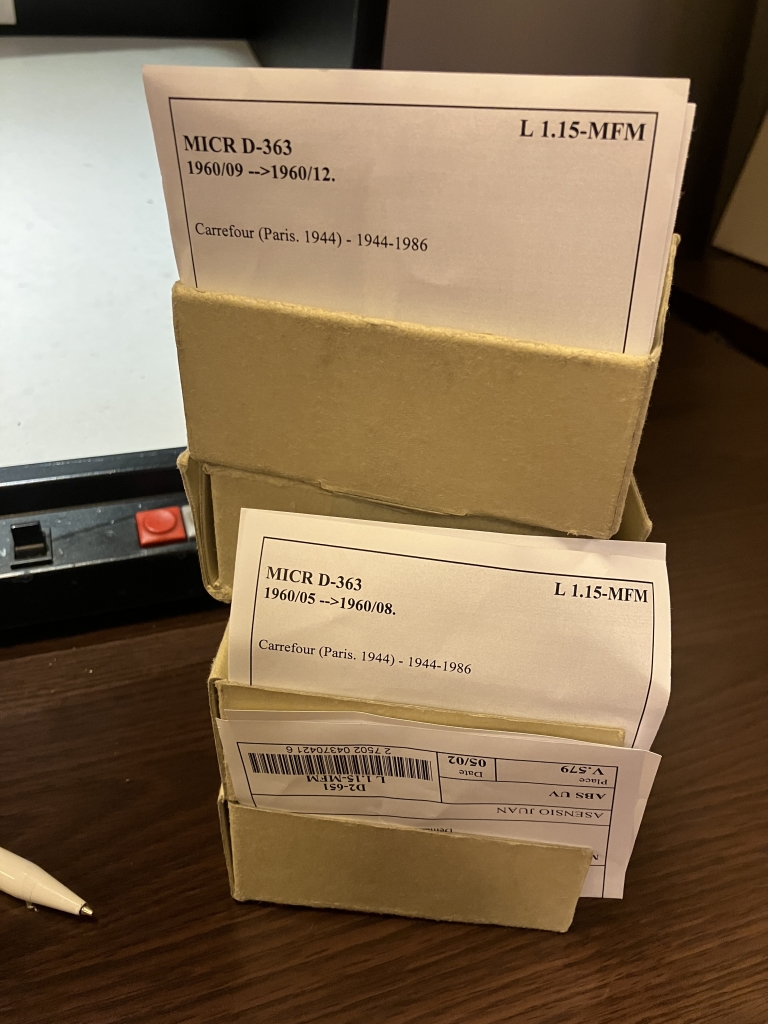 L 1.15-MFM
MICR D-363
1960/09 -->1960/12.
Carrefour (Paris. 1944) - 1944-1986
MICR D-363
L 1.15-MFM
1960/05 -->1960/08.
Carrefour (Paris. 1944) - 1944-1986
ASENSIO JUAN
ABS UV
Place
V.579
Date
05/02
D2-651
L 1.15-MFM
2 7502 04370421 6